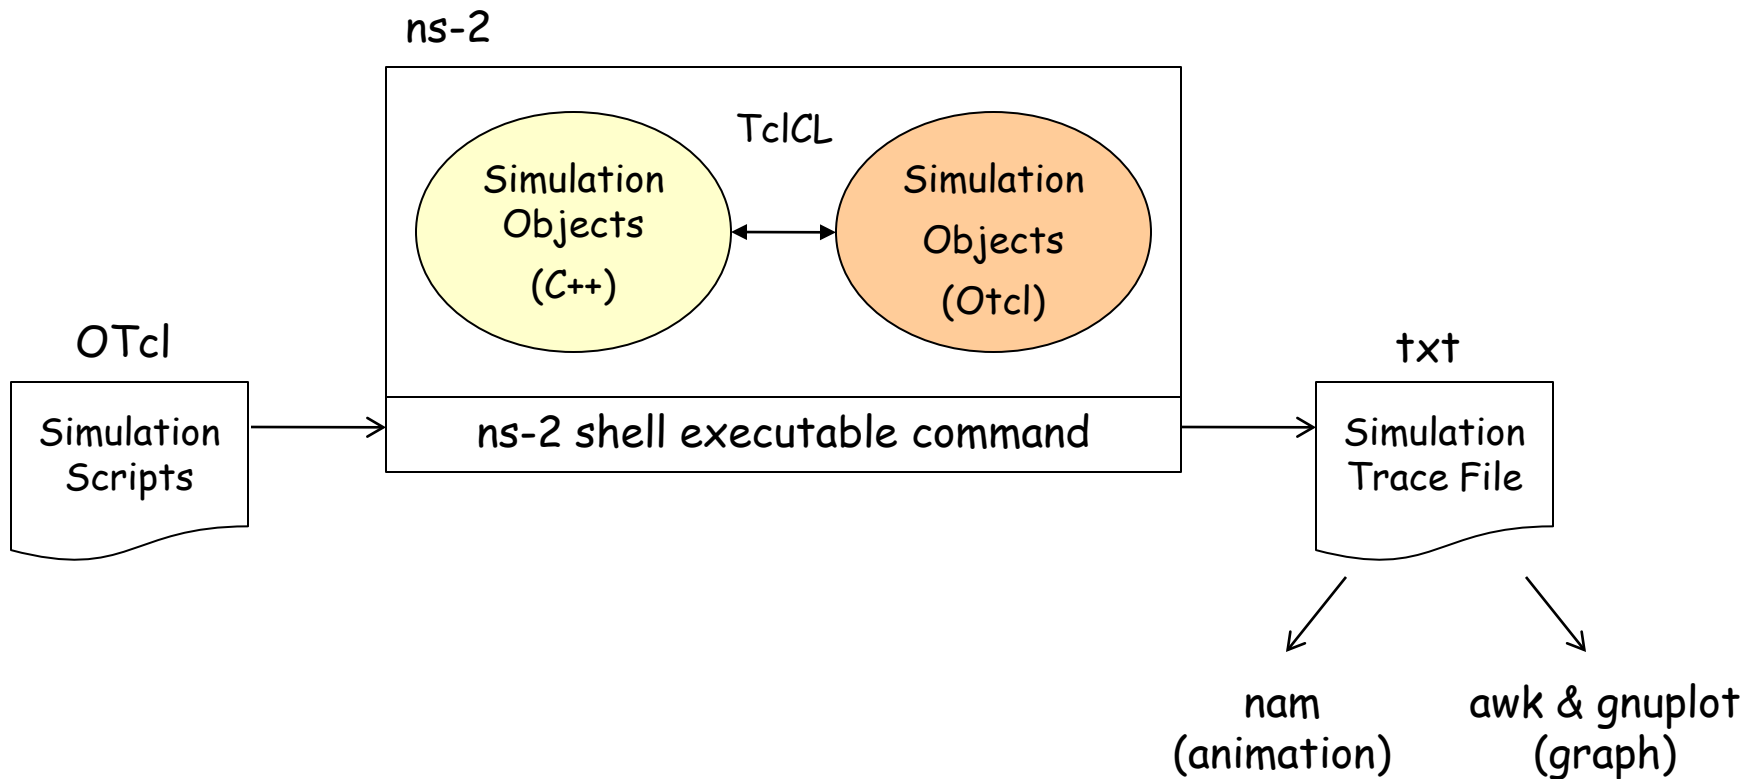 ns-2
TclCL
Simulation
Objects
(C++)
Simulation
Objects
(Otcl)
OTcl
Simulation
Scripts
ns-2 shell executable command
txt
Simulation
Trace File
nam
(animation)
awk & gnuplot
(graph)